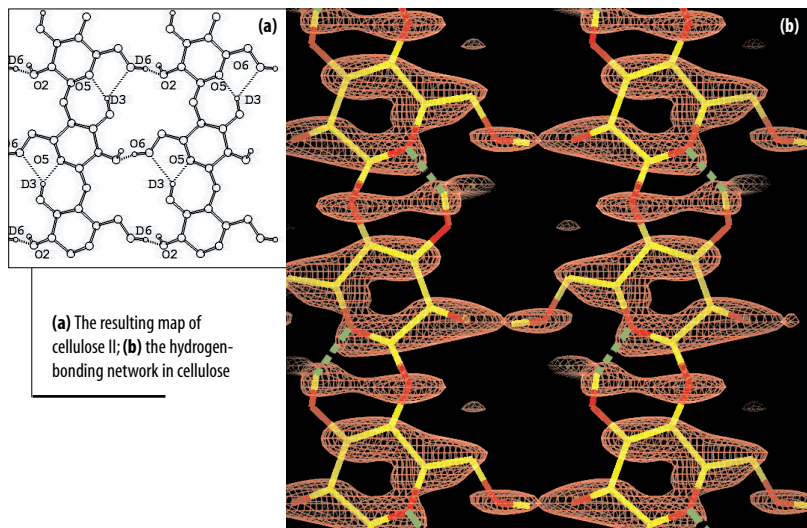 (a)
(b)
D6
O2
O5
D3
D6
O2
O5
O6
D3
O6
O5
D3
O6
O5
D3
D6
O2
D6
O2
(a) The resulting map of
cellulose II; (b) the hydrogen-
bonding network in cellulose